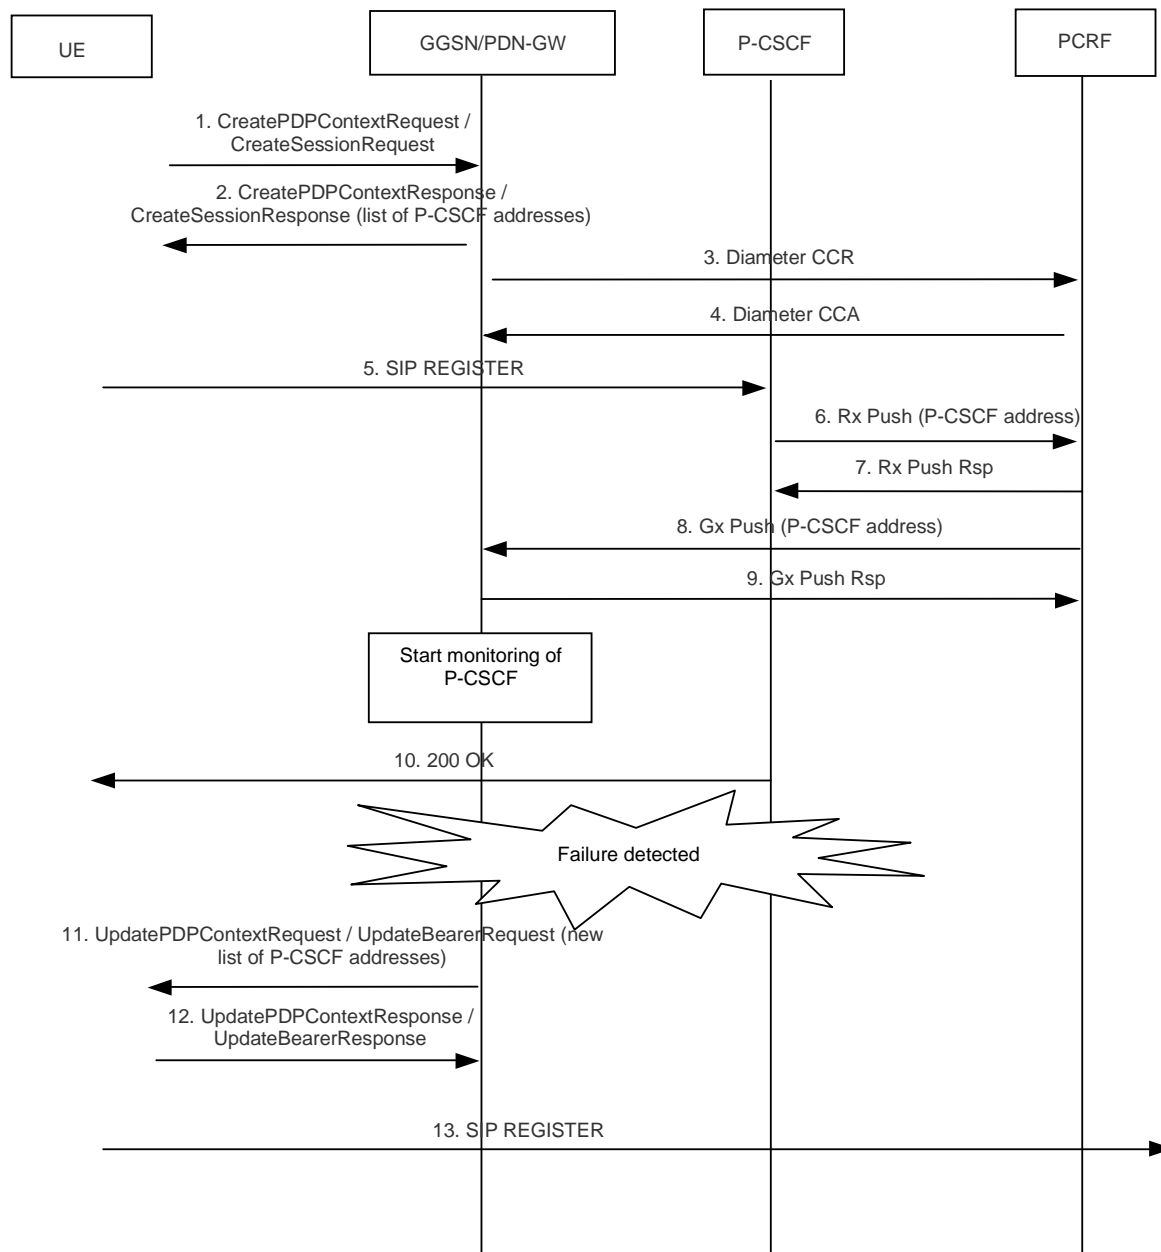 UE
GGSN/PDN-GW
P-CSCF
PCRF
1. CreatePDPContextRequest /
CreateSessionRequest
2. CreatePDPContextResponse /
CreateSessionResponse (list of P-CSCF addresses)
3. Diameter CCR
4. Diameter CCA
5. SIP REGISTER
6. Rx Push (P-CSCF address)
7. Rx Push Rsp
8. Gx Push (P-CSCF address)
9. Gx Push Rsp
Start monitoring of
P-CSCF
10. 200 OK
Failure detected
11. UpdatePDPContextRequest / UpdateBearerRequest (new
list of P-CSCF addresses)
12. UpdatePDPContextResponse /
UpdateBearerResponse
13. SIP REGISTER